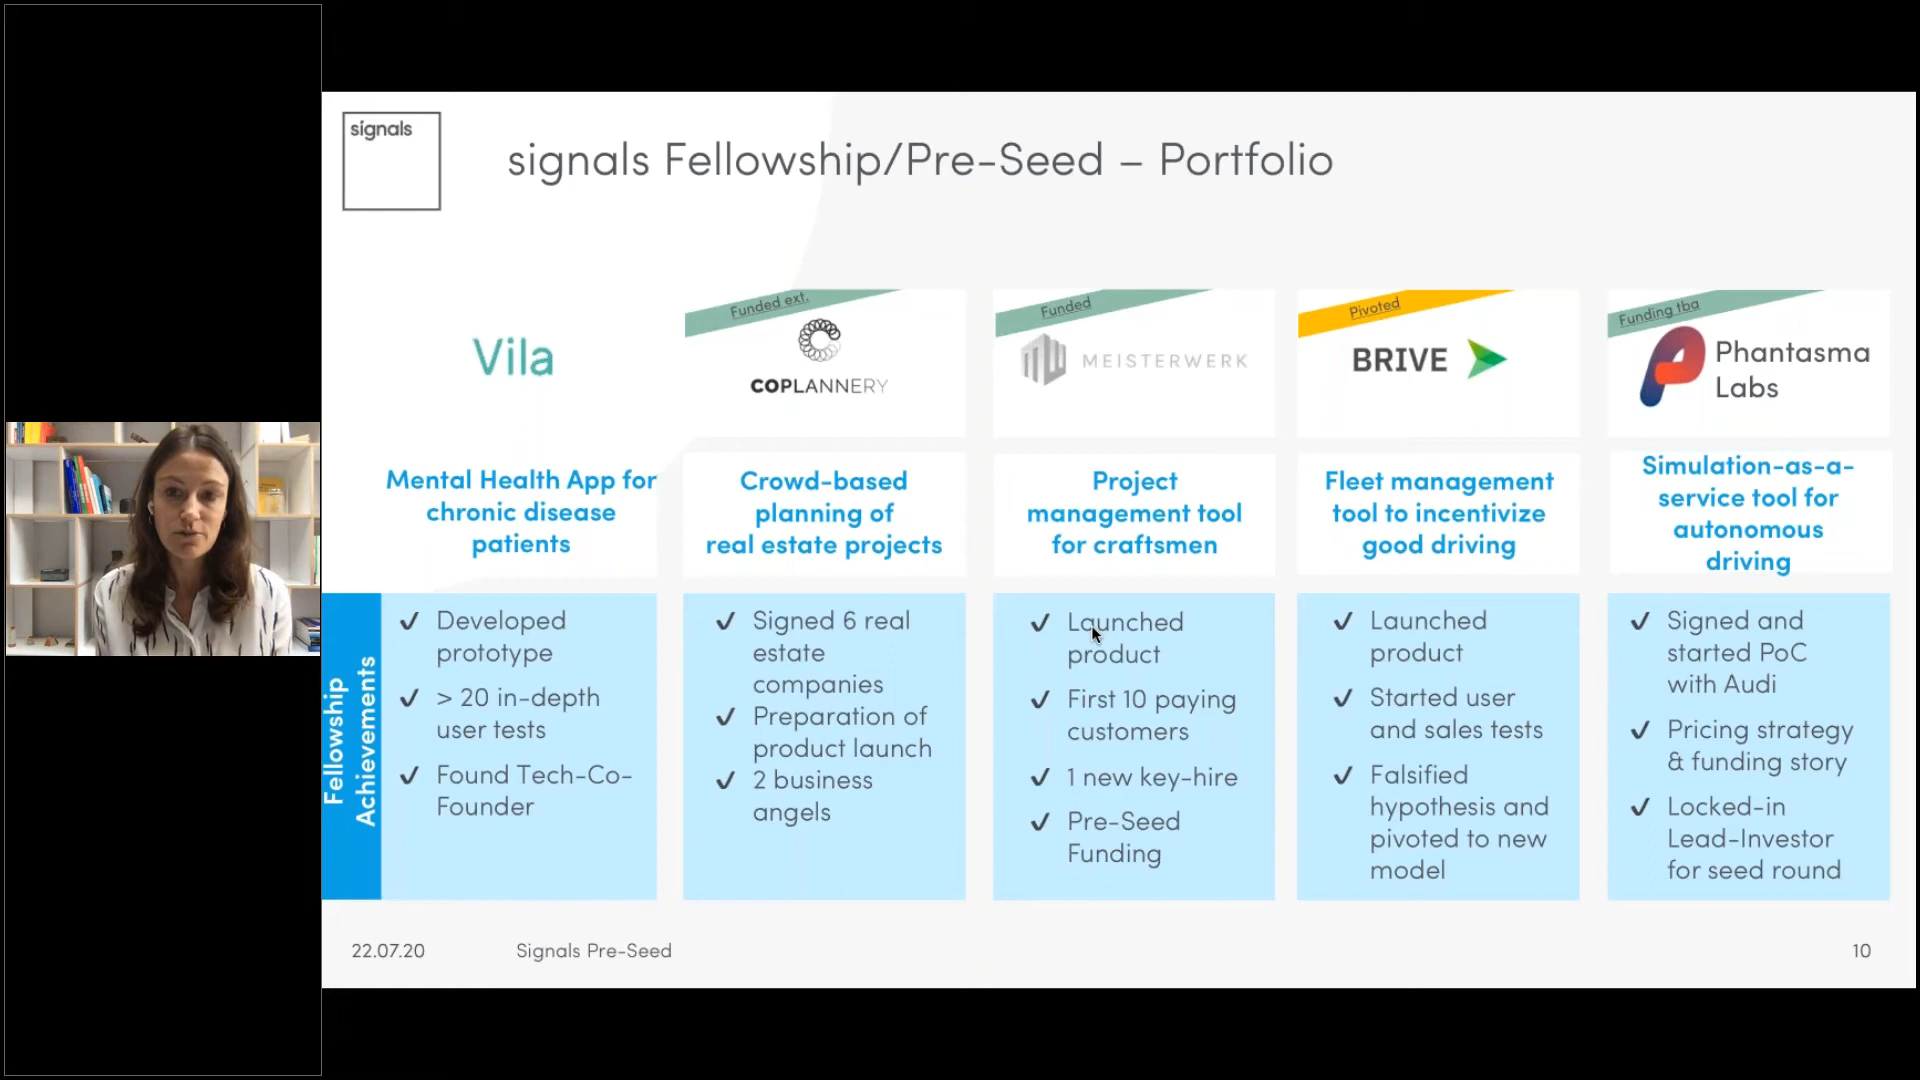 signals
signals Fellowship/Pre-Seed – Portfolio
Vila
Funded ext.
COPLANNERY
Funded
MEISTERWERK
Pivoted
BRIVE
Funding tba
Phantasma
Labs
Mental Health App for
chronic disease
patients
Crowd-based
planning of
real estate projects
Project
management tool
for craftsmen
Fleet management
tool to incentivize
good driving
Simulation-as-a-
service tool for
autonomous
driving
Fellowship
Achievements
✓ Developed
prototype
✓ > 20 in-depth
user tests
✓ Found Tech-Co-
Founder
✓ Signed 6 real
estate
companies
✓ Preparation of
product launch
✓ 2 business
angels
✓ Launched
product
✓ First 10 paying
customers
✓ 1 new key-hire
✓ Pre-Seed
Funding
✓ Launched
product
✓ Started user
and sales tests
✓ Falsified
hypothesis and
pivoted to new
model
✓ Signed and
started PoC
with Audi
✓ Pricing strategy
& funding story
✓ Locked-in
Lead-Investor
for seed round
22.07.20
Signals Pre-Seed
10